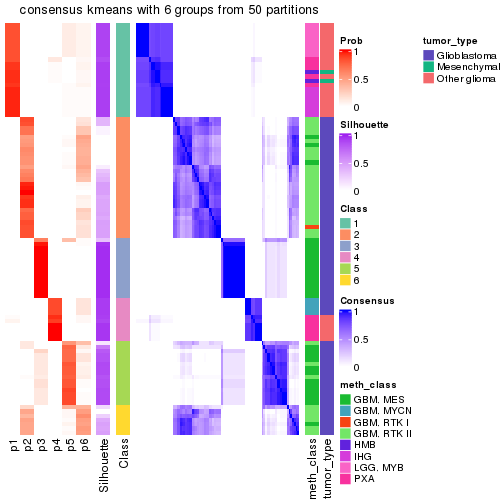 consensus kmeans with 6 groups from 50 partitions
Prob
1
0.5
0
Silhouette
1
0.5
0
Class
1
2
3
4
5
6
Consensus
1
0.5
0
meth_class
GBM. MES
GBM. MYCN
GBM. RTK I
GBM. RTK II
HMB
IHG
LGG. MYB
PXA
tumor_type
Glioblastoma
Mesenchymal
Other glioma
p1
p2
p3
p4
p5
p6
Silhouette
Class
meth_class
tumor_type